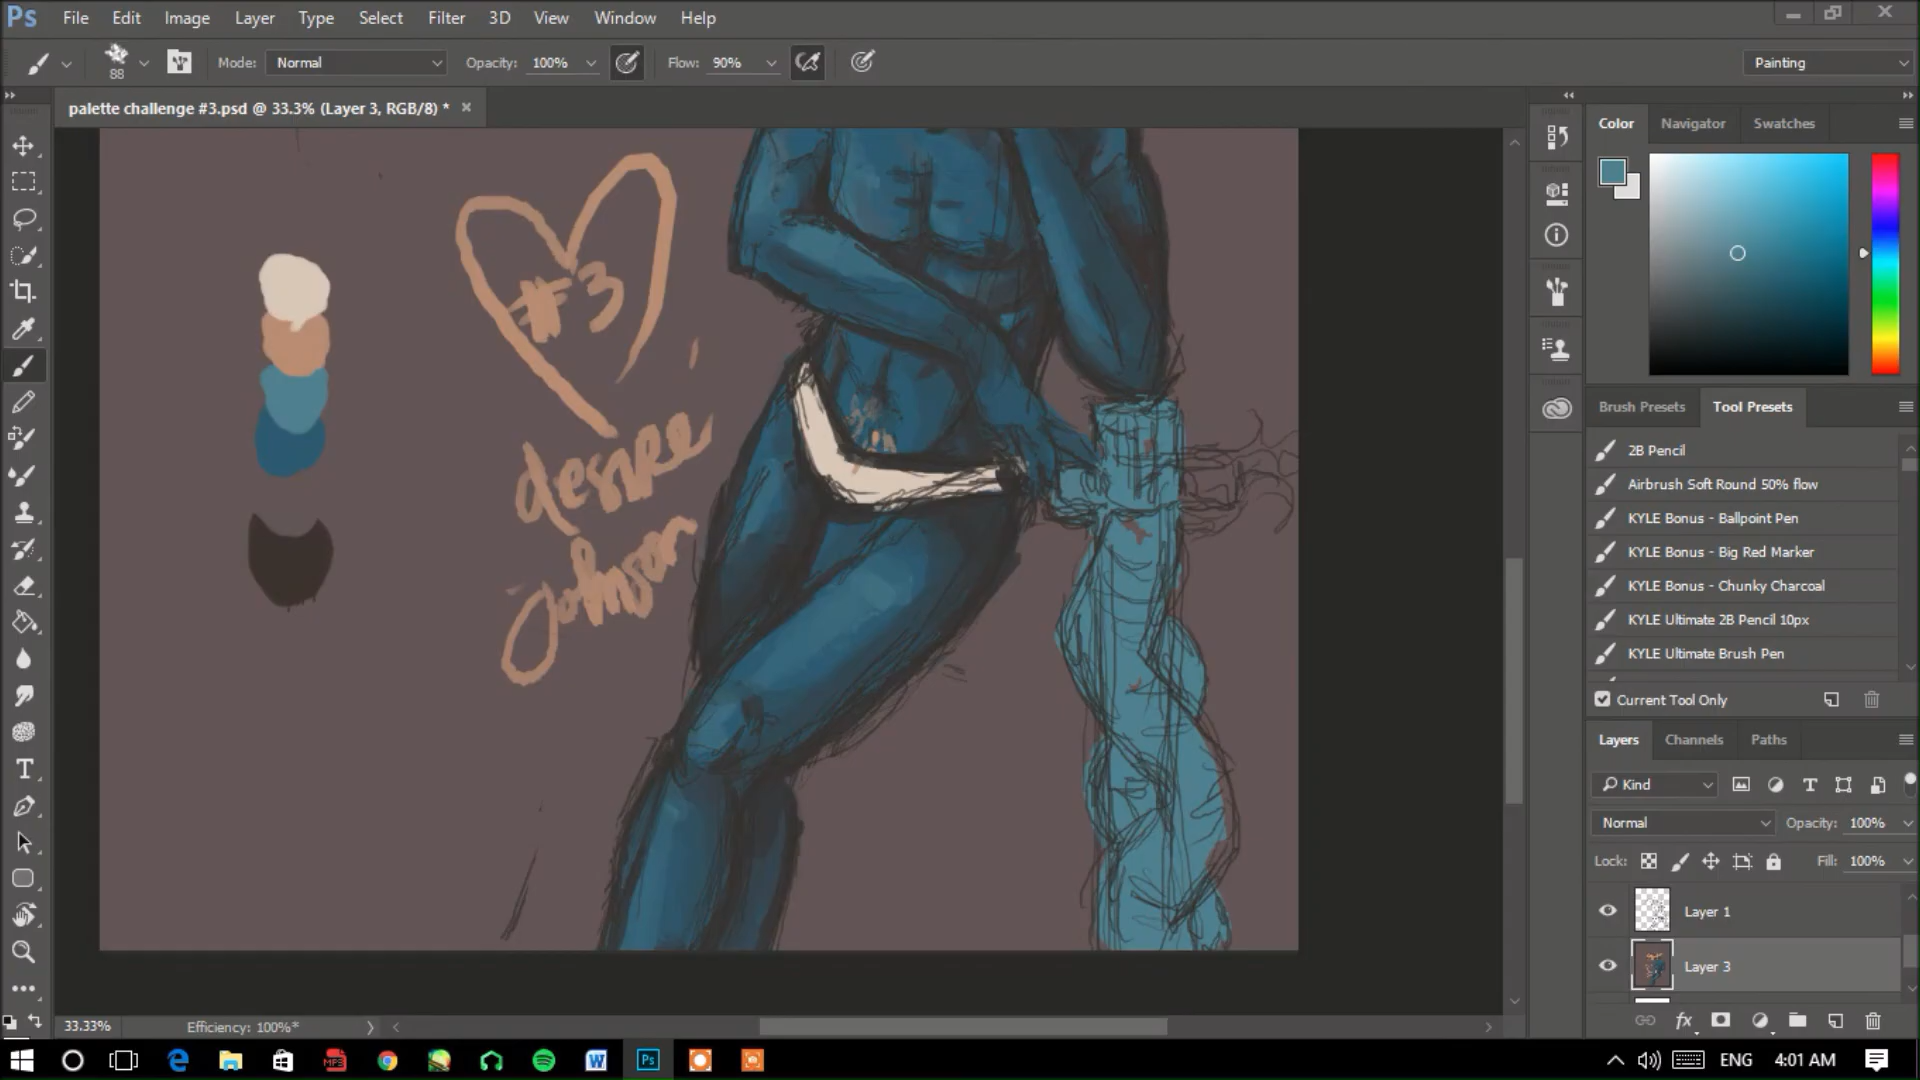 Ps File Edit Image Layer Type Select Filter 3D View Window Help
88 Mode: Normal Opacity: 100% Flow: 90% Painting
palette challenge #3.psd @ 33.3% (Layer 3, RGB/8) *
Color Navigator Swatches
#3
desire
johnson
Brush Presets Tool Presets
2B Pencil
Airbrush Soft Round 50% flow
KYLE Bonus - Ballpoint Pen
KYLE Bonus - Big Red Marker
KYLE Bonus - Chunky Charcoal
KYLE Ultimate 2B Pencil 10px
KYLE Ultimate Brush Pen
Current Tool Only
Layers Channels Paths
Kind
Normal Opacity: 100%
Lock: Fill: 100%
Layer 1
Layer 3
fx
33.33% Efficiency: 100%*
Ps ENG 4:01 AM